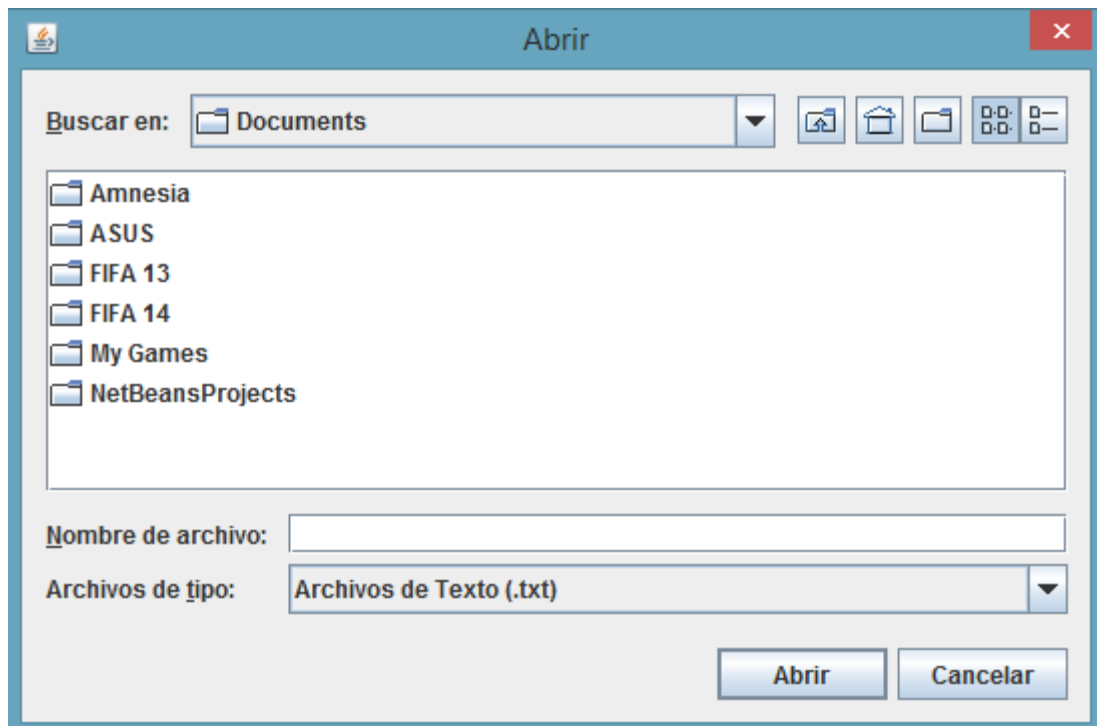 Abrir
Buscar en: Documents
Amnesia
ASUS
FIFA 13
FIFA 14
My Games
NetBeansProjects
Nombre de archivo:
Archivos de tipo: Archivos de Texto (.txt)
Abrir Cancelar